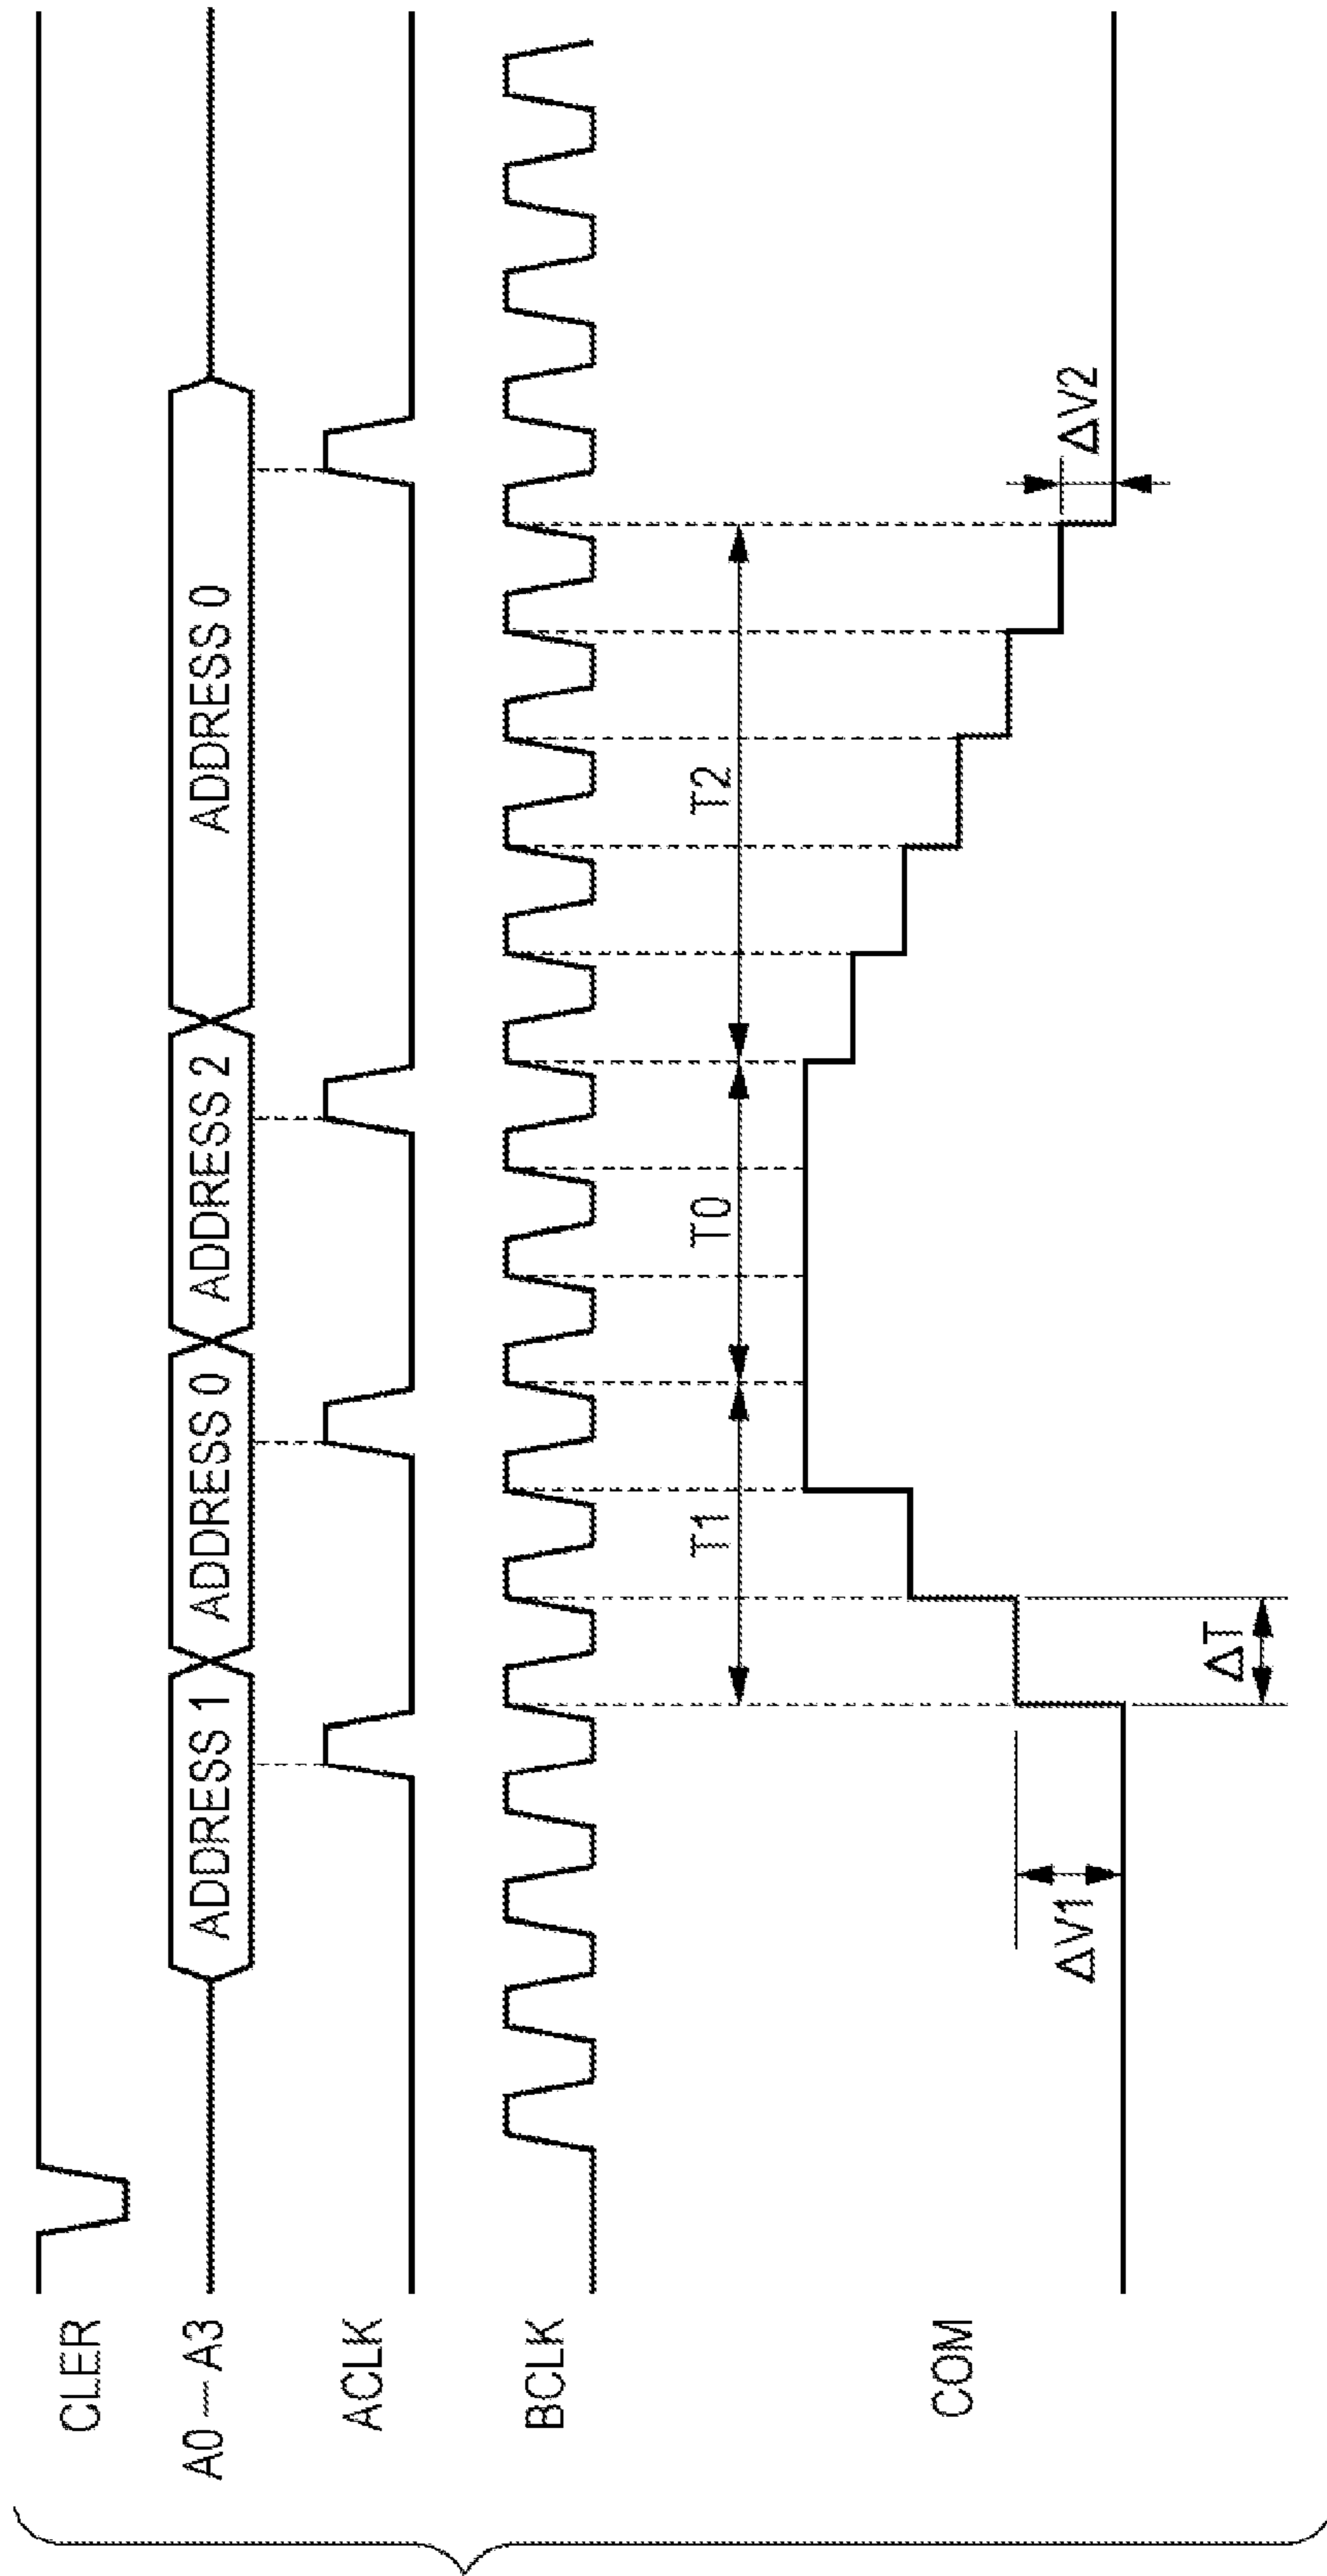 CLER
A0—A3
ADDRESS 1
ADDRESS 0
ADDRESS 2
ADDRESS 0
ACLK
BCLK
T1
T0
T2
COM
ΔV1
ΔV2
ΔT